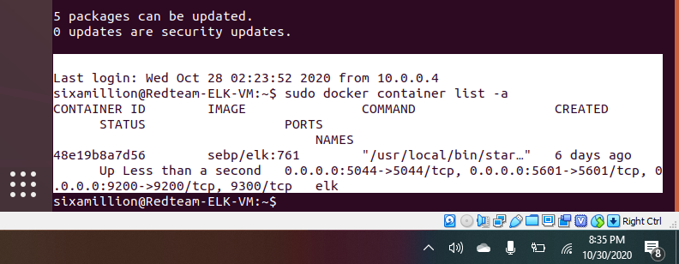 5 packages can be updated.
0 updates are security updates.
Last login: Wed Oct 28 02:23:52 2020 from 10.0.0.4
sixamillion@Redteam-ELK-VM:~$ sudo docker container list -a
CONTAINER ID        IMAGE               COMMAND                  CREATED
      STATUS                  PORTS
                                  NAMES
48e19b8a7d56        sebp/elk:761        "/usr/local/bin/star…"   6 days ago
      Up Less than a second   0.0.0.0:5044->5044/tcp, 0.0.0.0:5601->5601/tcp, 0
.0.0.0:9200->9200/tcp, 9300/tcp   elk
sixamillion@Redteam-ELK-VM:~$
Right Ctrl
8:35 PM
10/30/2020
8